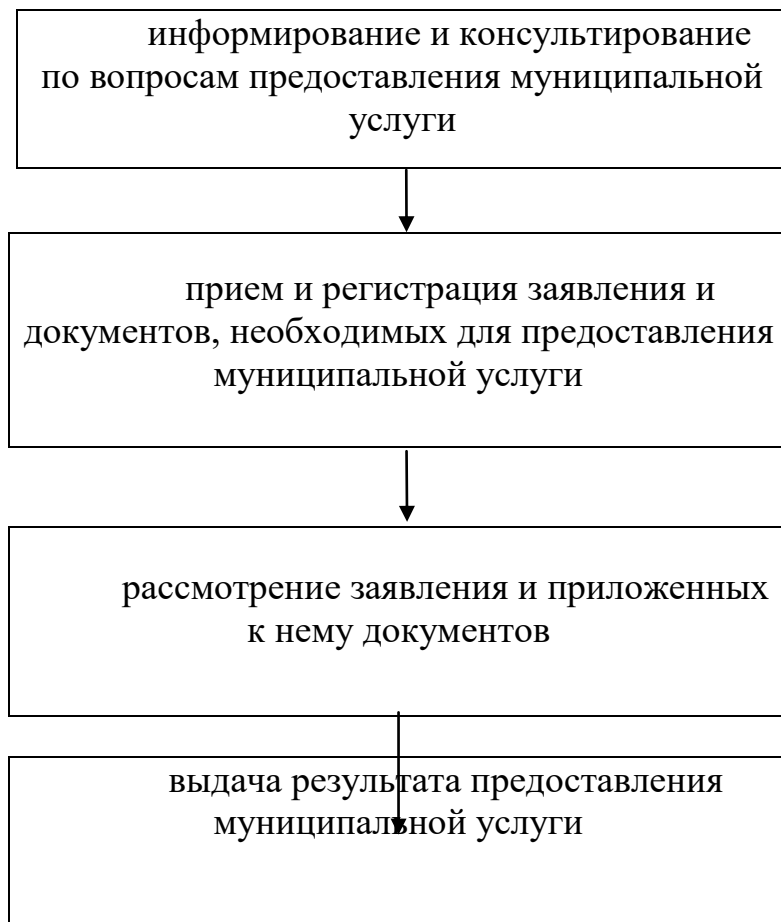 информирование и консультирование
по вопросам предоставления муниципальной
услуги
прием и регистрация заявления и
документов, необходимых для предоставления
муниципальной услуги
рассмотрение заявления и приложенных
к нему документов
выдача результата предоставления
муниципальной услуги